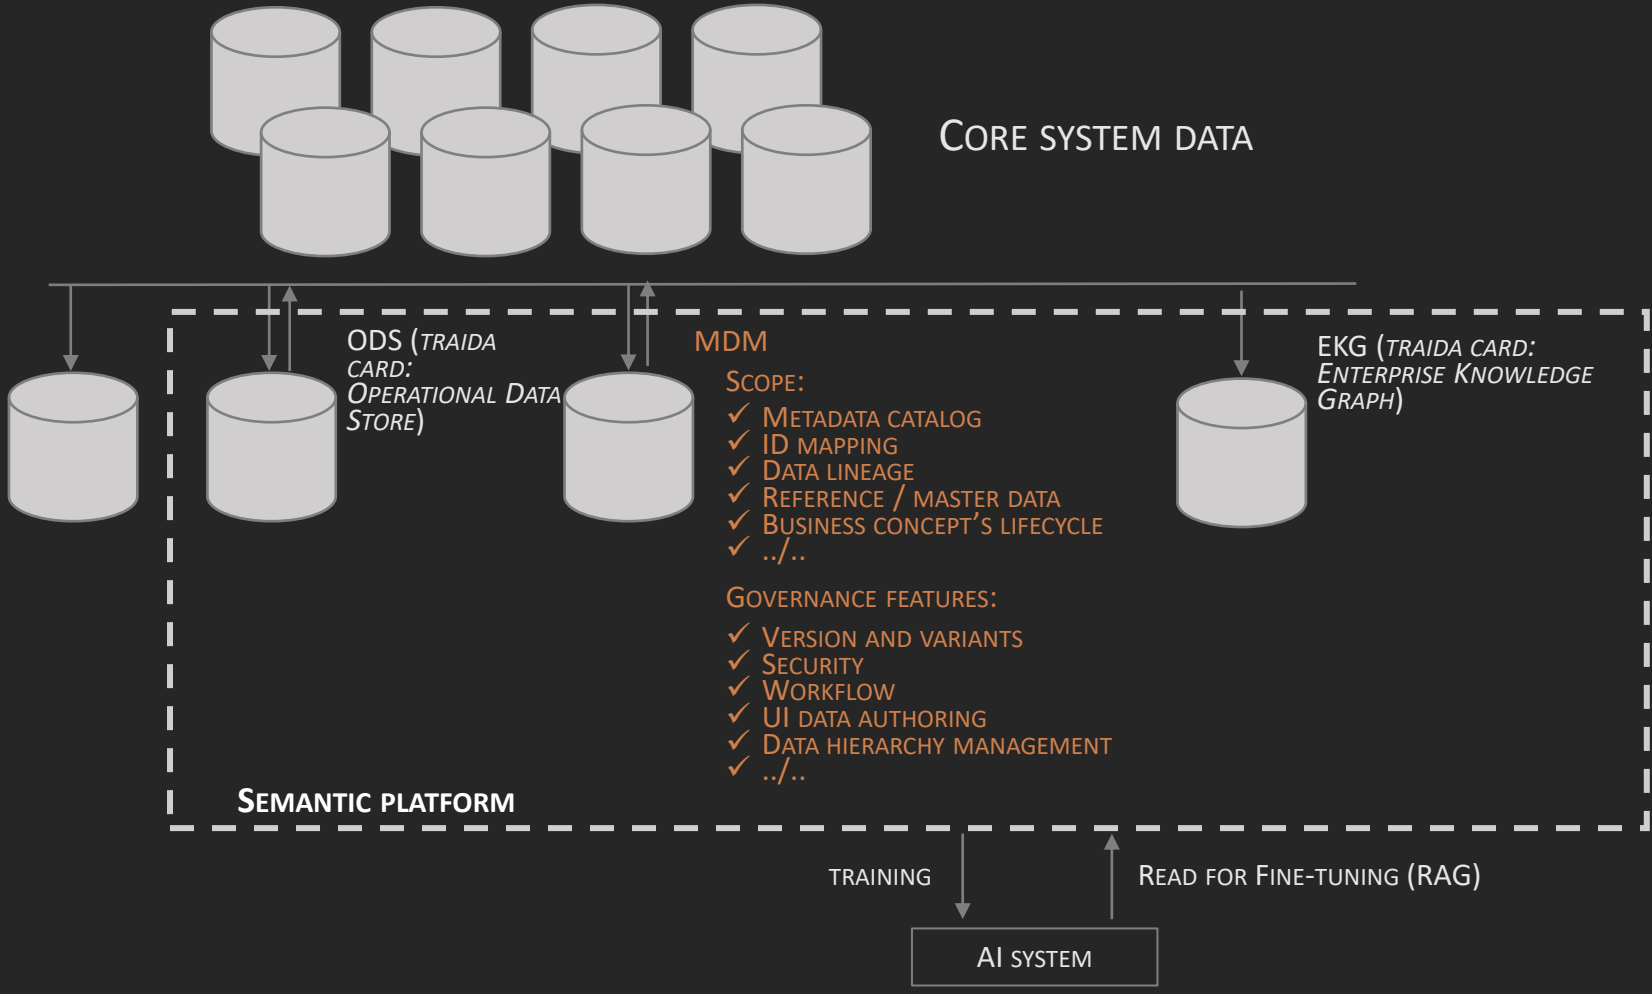 Core system data
ODS (traida
card:
Operational Data
Store)
MDM
Scope:
✓ Metadata catalog
✓ ID mapping
✓ Data lineage
✓ Reference / master data
✓ Business concept's lifecycle
✓ ../..
Governance features:
✓ Version and variants
✓ Security
✓ Workflow
✓ UI data authoring
✓ Data hierarchy management
✓ ../..
EKG (traida card:
Enterprise Knowledge
Graph)
Semantic platform
training
Read for Fine-tuning (RAG)
AI system